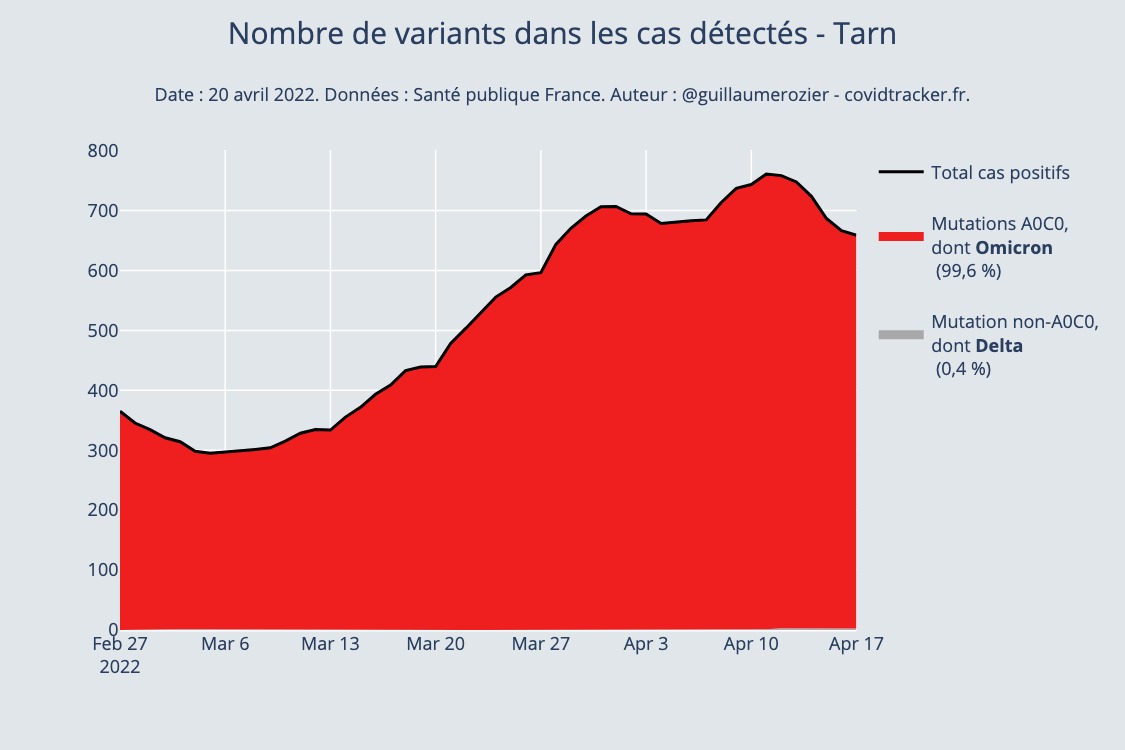 Nombre de variants dans les cas détectés - Tarn
Date : 20 avril 2022. Données : Santé publique France. Auteur : @guillaumerozier - covidtracker.fr.
800
700
600
500
400
300
200
100
0
Feb 27
2022
Mar 6
Mar 13
Mar 20
Mar 27
Apr 3
Apr 10
Apr 17
Total cas positifs
Mutations A0C0,
dont Omicron
(99,6 %)
Mutation non-A0C0,
dont Delta
(0,4 %)